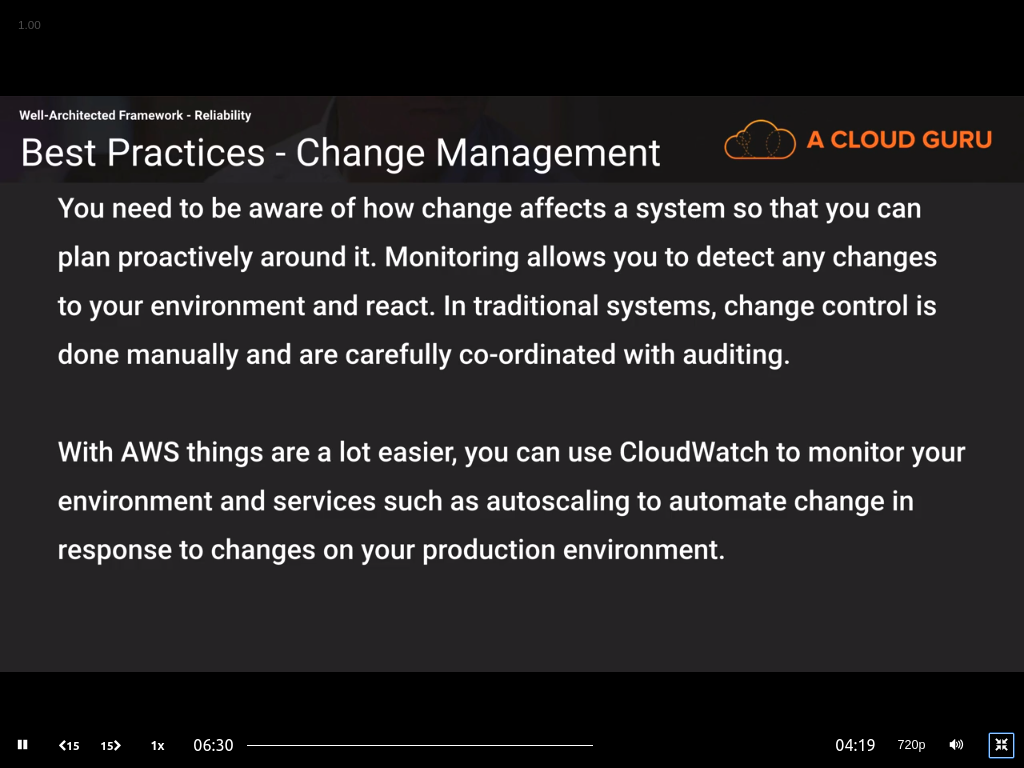 1.00
Well-Architected Framework - Reliability
Best Practices - Change Management
A CLOUD GURU
You need to be aware of how change affects a system so that you can
plan proactively around it. Monitoring allows you to detect any changes
to your environment and react. In traditional systems, change control is
done manually and are carefully co-ordinated with auditing.
With AWS things are a lot easier, you can use CloudWatch to monitor your
environment and services such as autoscaling to automate change in
response to changes on your production environment.
15 15 1x 06:30 04:19 720p